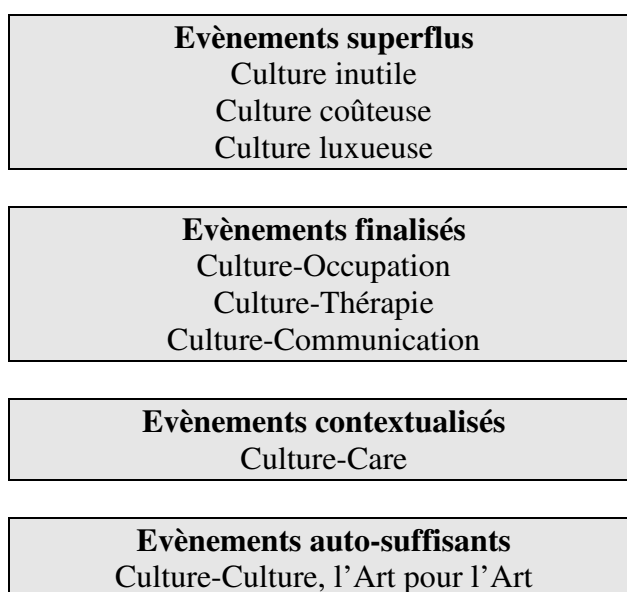 Evènements superflus
Culture inutile
Culture coûteuse
Culture luxueuse
Evènements finalisés
Culture-Occupation
Culture-Thérapie
Culture-Communication
Evènements contextualisés
Culture-Care
Evènements auto-suffisants
Culture-Culture, l'Art pour l'Art